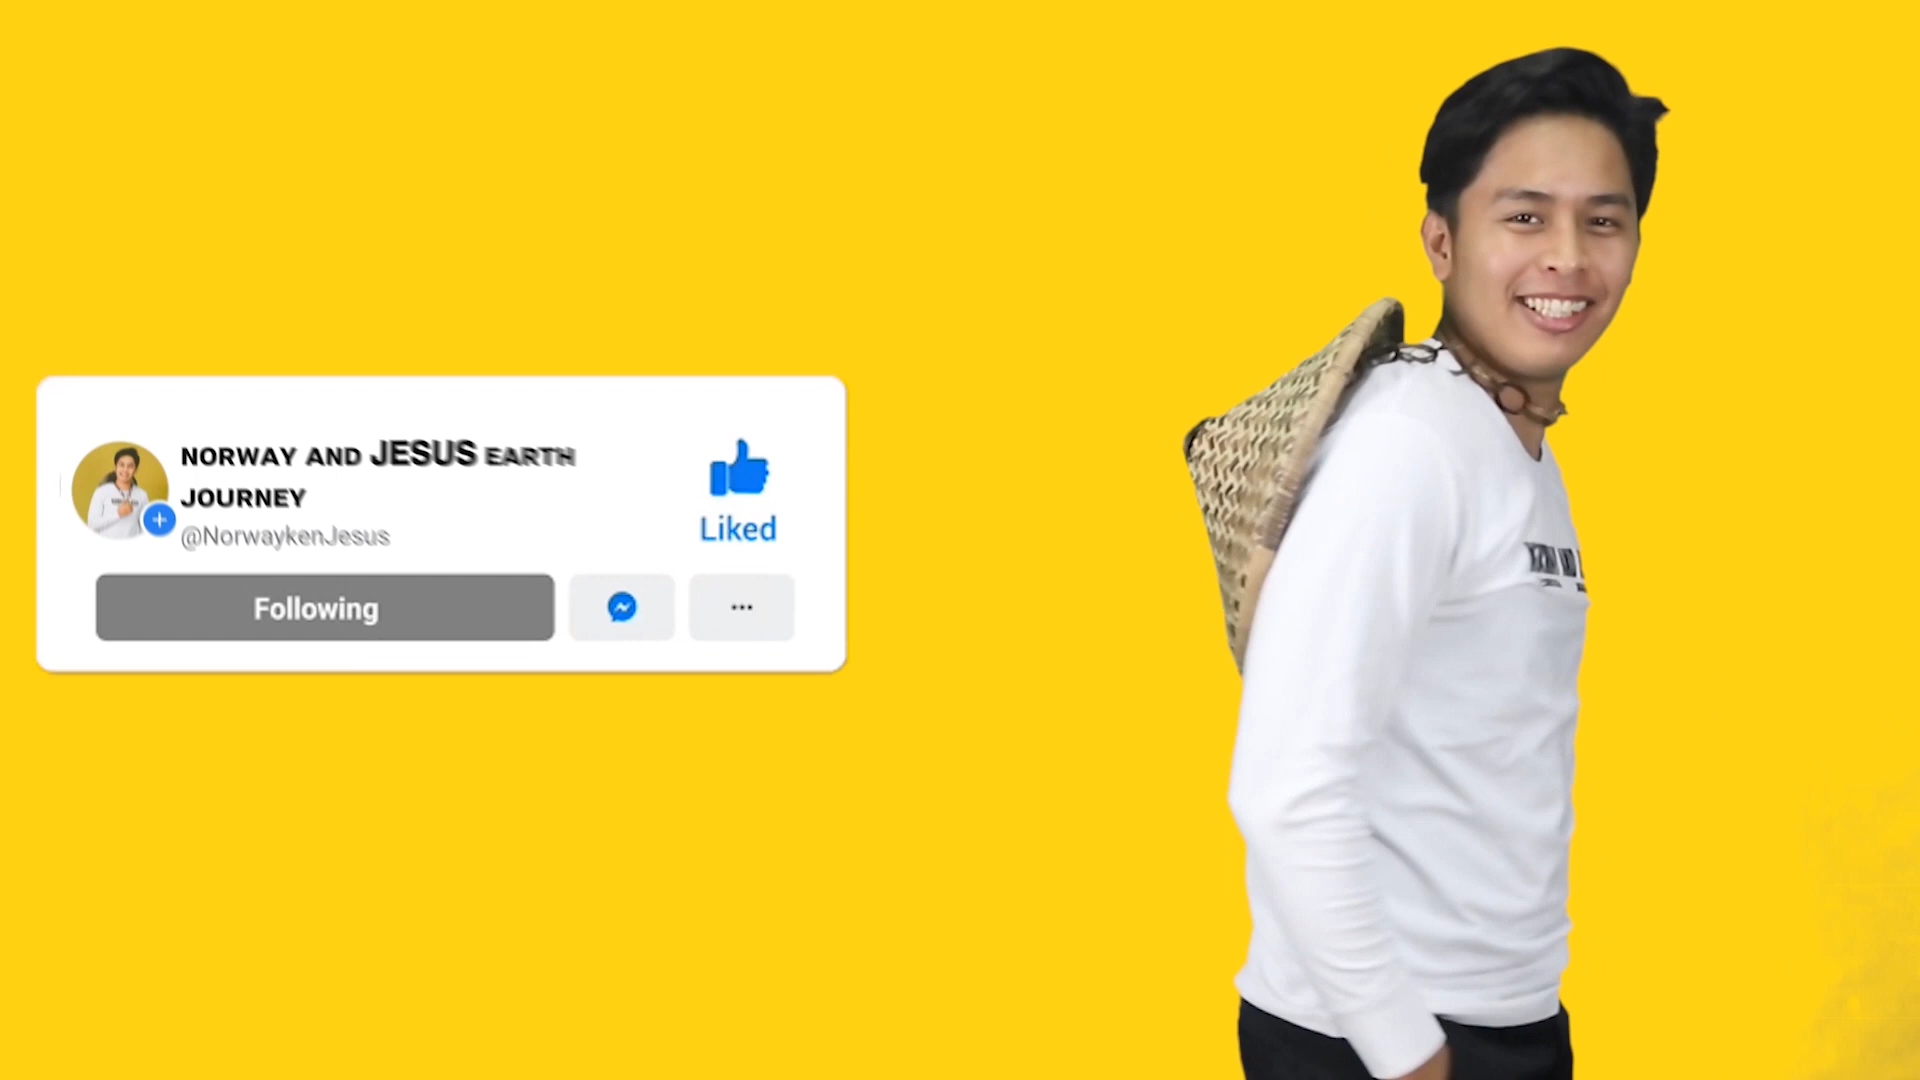 NORWAY AND JESUS EARTH
JOURNEY
@NorwaykenJesus
Liked
Following